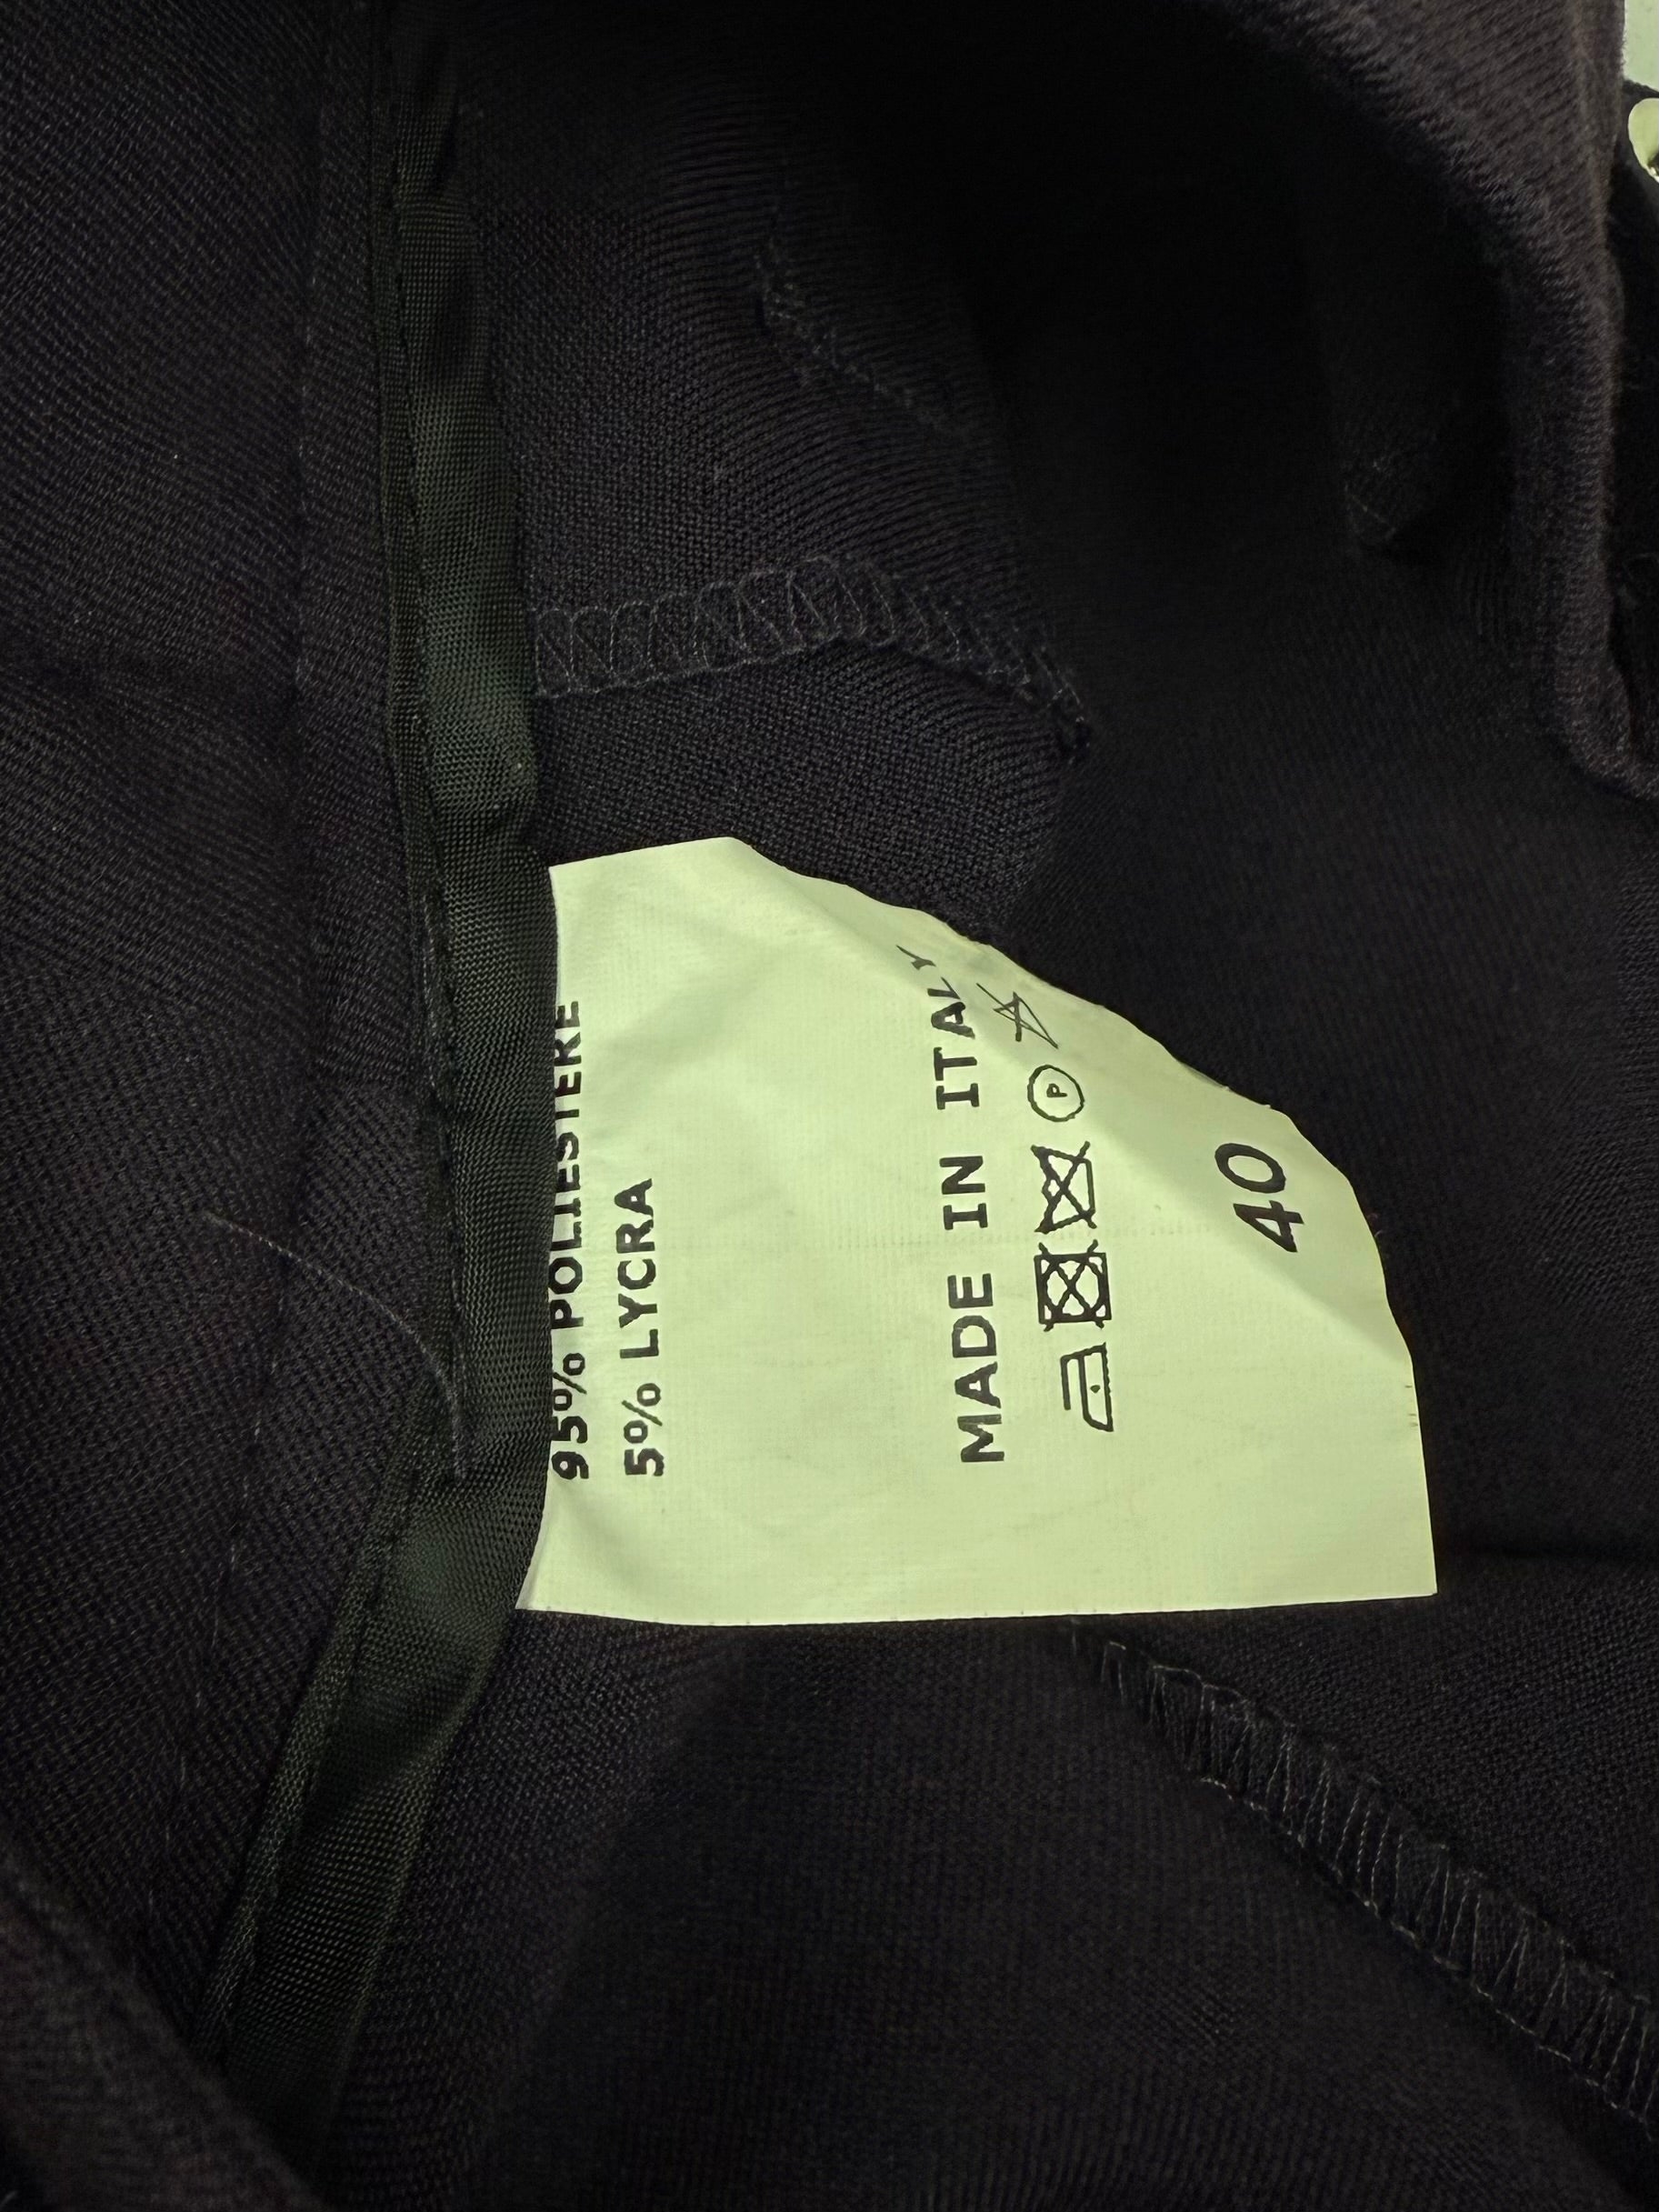 95% POLIESTERE
5% LYCRA
MADE IN ITALY
P
40